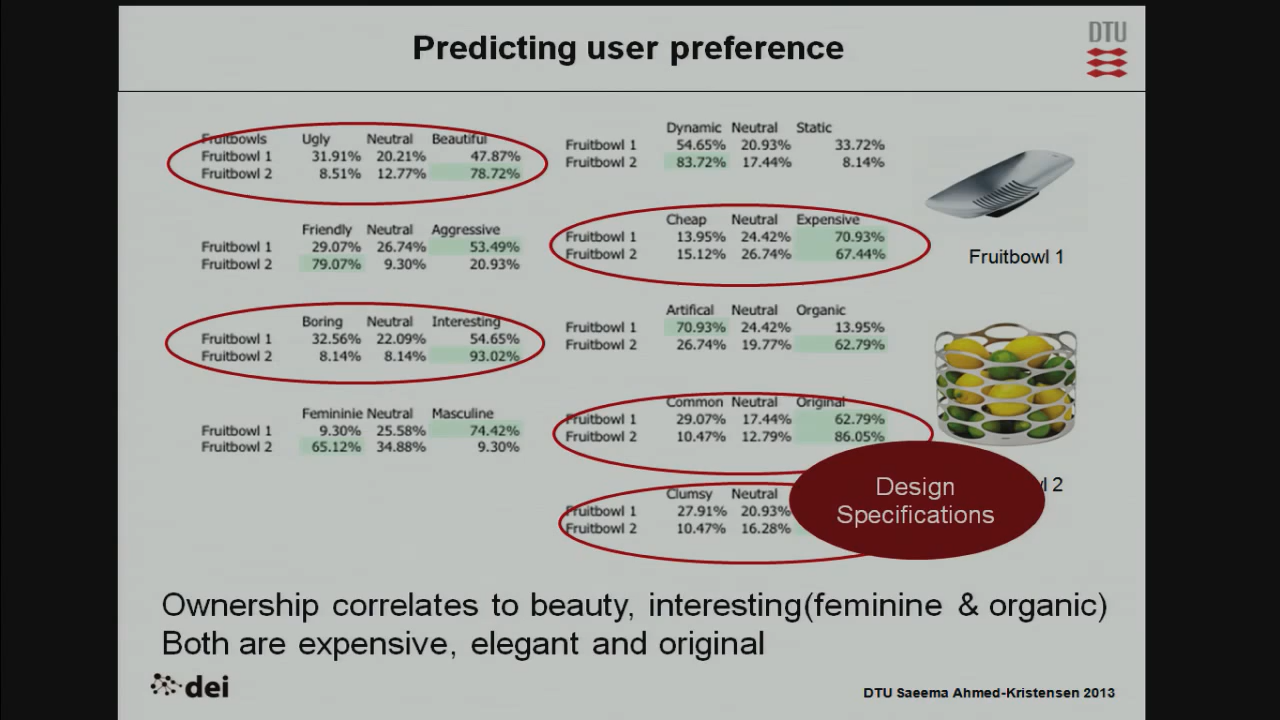 Predicting user preference
DTU
Fruitbowls Ugly Neutral Beautiful
Fruitbowl 1 31.91% 20.21% 47.87%
Fruitbowl 2 8.51% 12.77% 78.72%
Friendly Neutral Aggressive
Fruitbowl 1 29.07% 26.74% 53.49%
Fruitbowl 2 79.07% 9.30% 20.93%
Boring Neutral Interesting
Fruitbowl 1 32.56% 22.09% 54.65%
Fruitbowl 2 8.14% 8.14% 93.02%
Femininie Neutral Masculine
Fruitbowl 1 9.30% 25.58% 74.42%
Fruitbowl 2 65.12% 34.88% 9.30%
Dynamic Neutral Static
Fruitbowl 1 54.65% 20.93% 33.72%
Fruitbowl 2 83.72% 17.44% 8.14%
Cheap Neutral Expensive
Fruitbowl 1 13.95% 24.42% 70.93%
Fruitbowl 2 15.12% 26.74% 67.44%
Artifical Neutral Organic
Fruitbowl 1 70.93% 24.42% 13.95%
Fruitbowl 2 26.74% 19.77% 62.79%
Common Neutral Original
Fruitbowl 1 29.07% 17.44% 62.79%
Fruitbowl 2 10.47% 12.79% 86.05%
Clumsy Neutral
Fruitbowl 1 27.91% 20.93%
Fruitbowl 2 10.47% 16.28%
Fruitbowl 1
l 2
Design
Specifications
Ownership correlates to beauty, interesting(feminine & organic)
Both are expensive, elegant and original
dei
DTU Saeema Ahmed-Kristensen 2013